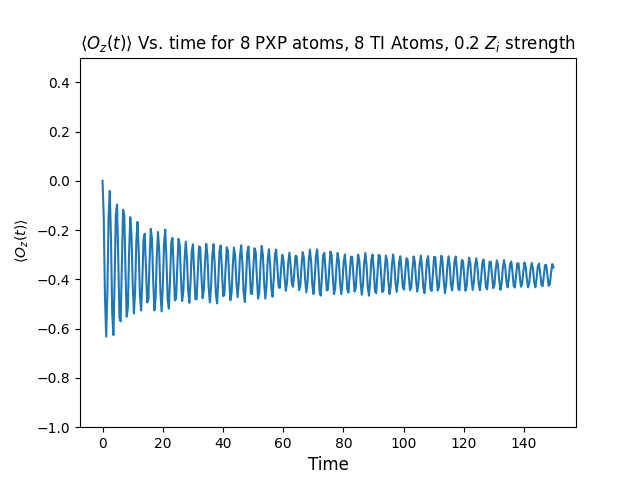 ⟨O_z(t)⟩ Vs. time for 8 PXP atoms, 8 TI Atoms, 0.2 Z_i strength
0.4
0.2
0.0
−0.2
−0.4
−0.6
−0.8
−1.0
⟨O_z(t)⟩
0 20 40 60 80 100 120 140
Time